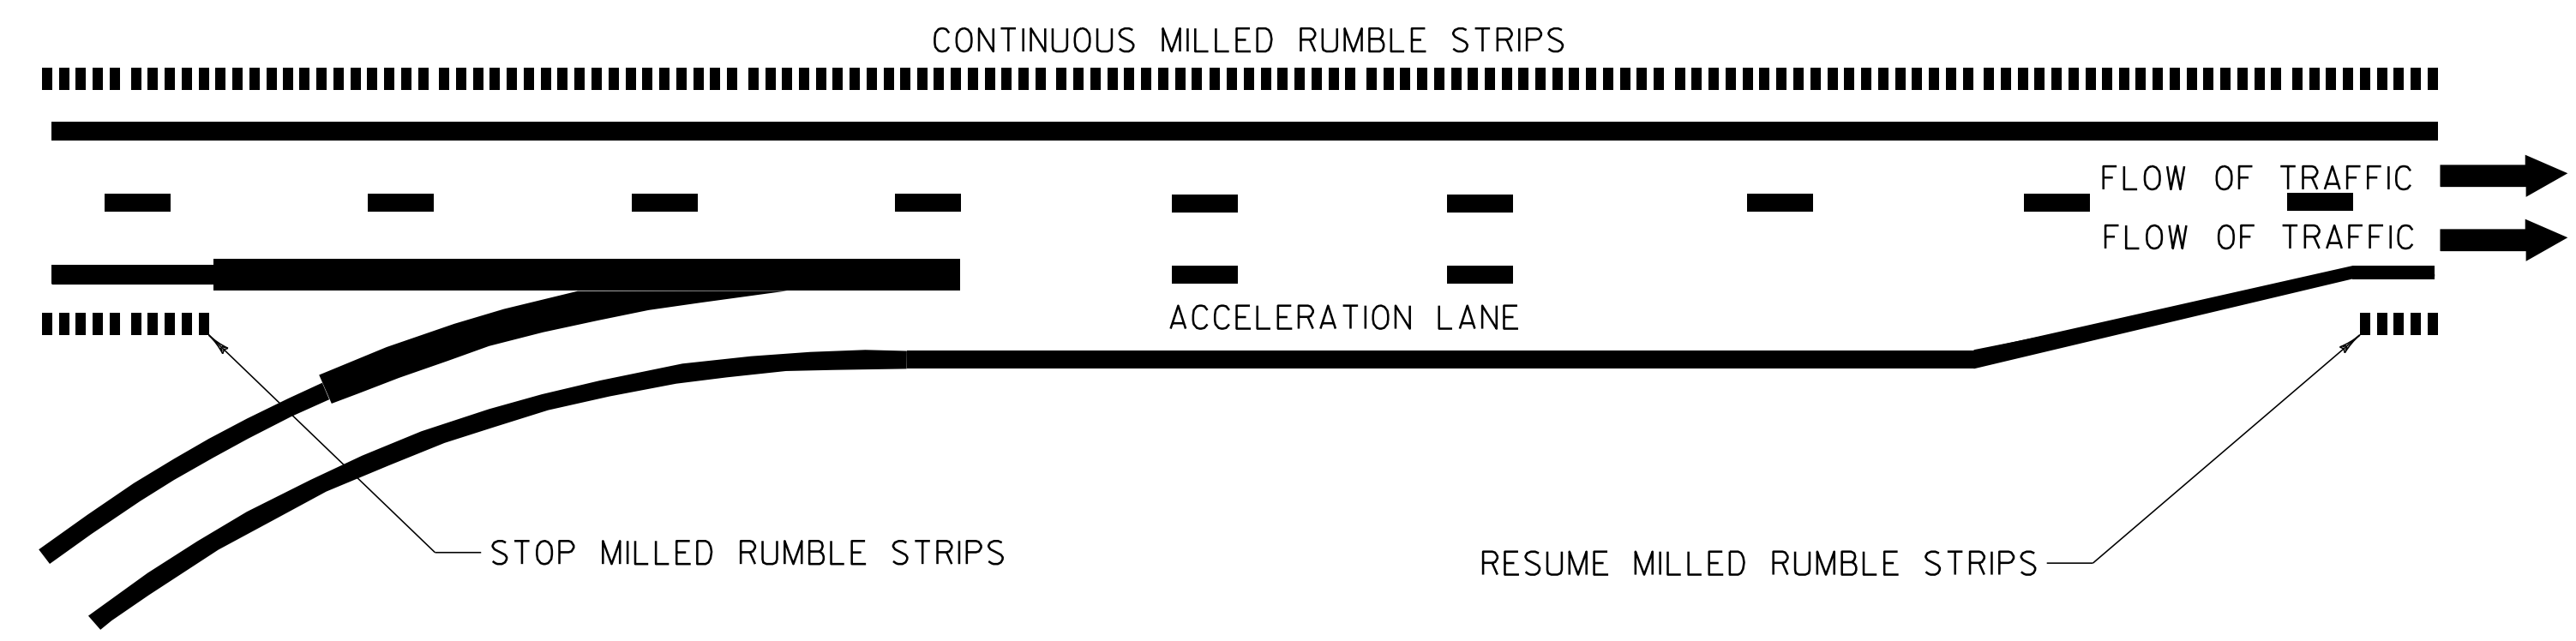 CONTINUOUS MILLED RUMBLE STRIPS
FLOW OF TRAFFIC
FLOW OF TRAFFIC
ACCELERATION LANE
STOP MILLED RUMBLE STRIPS
RESUME MILLED RUMBLE STRIPS